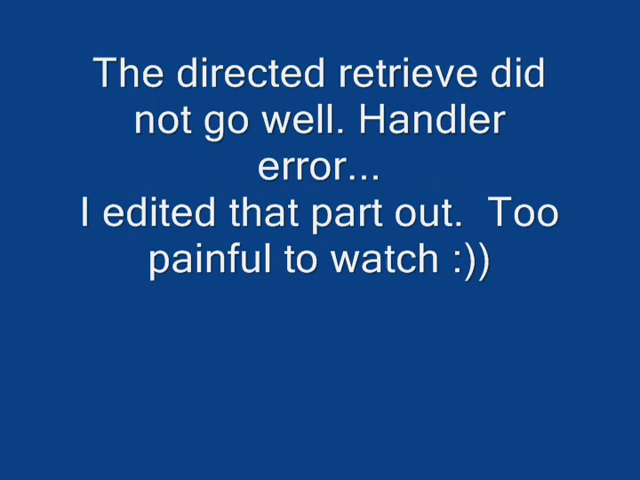 The directed retrieve did
not go well. Handler
error...
I edited that part out.  Too
painful to watch :))